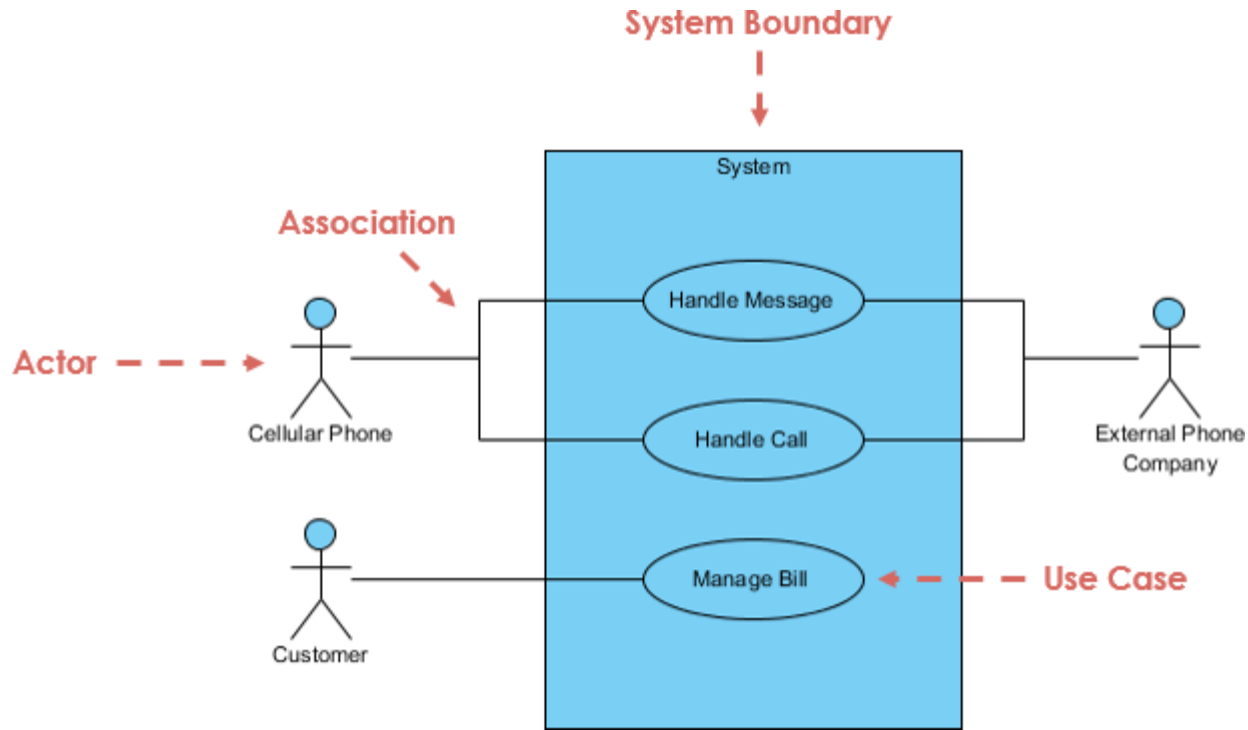 System Boundary
System
Association
Handle Message
Actor
Cellular Phone
Handle Call
External Phone
Company
Manage Bill
Use Case
Customer